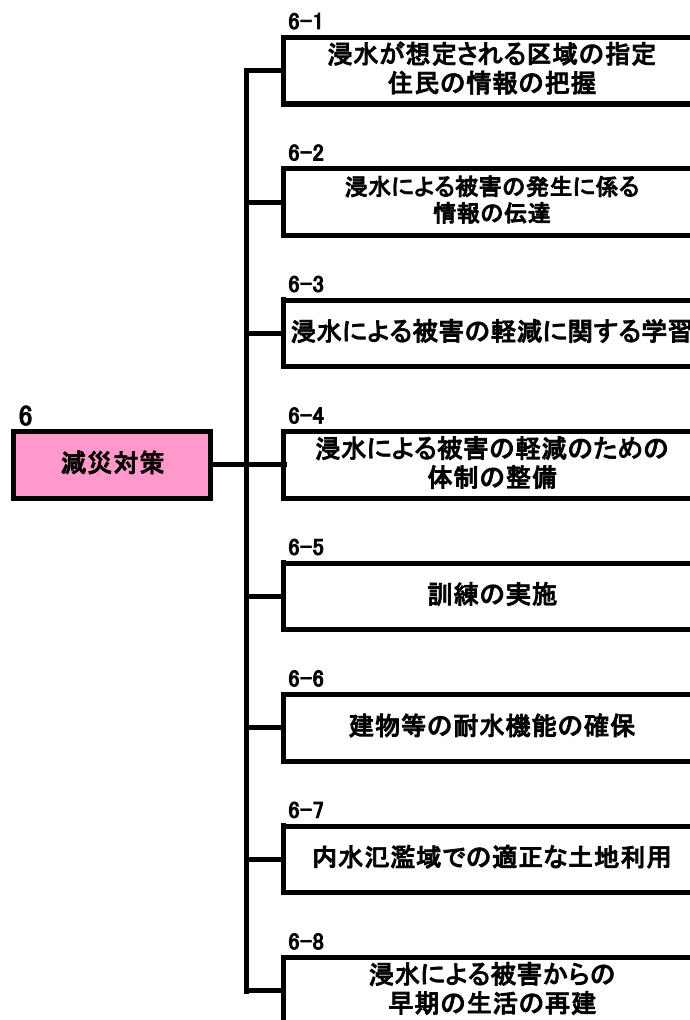 6-1
浸水が想定される区域の指定
住民の情報の把握
6-2
浸水による被害の発生に係る
情報の伝達
6-3
浸水による被害の軽減に関する学習
6
減災対策
6-4
浸水による被害の軽減のための
体制の整備
6-5
訓練の実施
6-6
建物等の耐水機能の確保
6-7
内水氾濫域での適正な土地利用
6-8
浸水による被害からの
早期の生活の再建